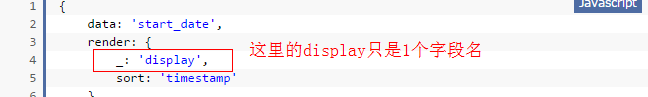 Javascript
1 {
2 data: 'start_date',
3 render: {
4 _: 'display', 这里的display只是1个字段名
5 sort: 'timestamp'
6 }